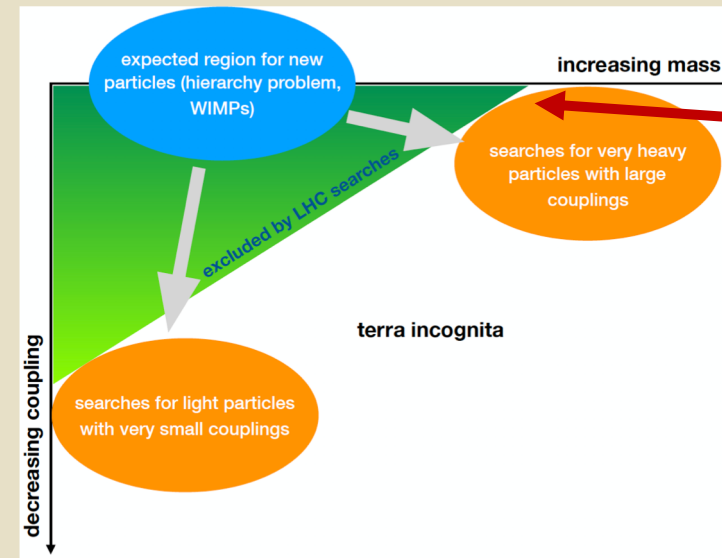 expected region for new
particles (hierarchy problem,
WIMPs)
increasing mass
searches for very heavy
particles with large
couplings
excluded by LHC searches
terra incognita
searches for light particles
with very small couplings
decreasing coupling